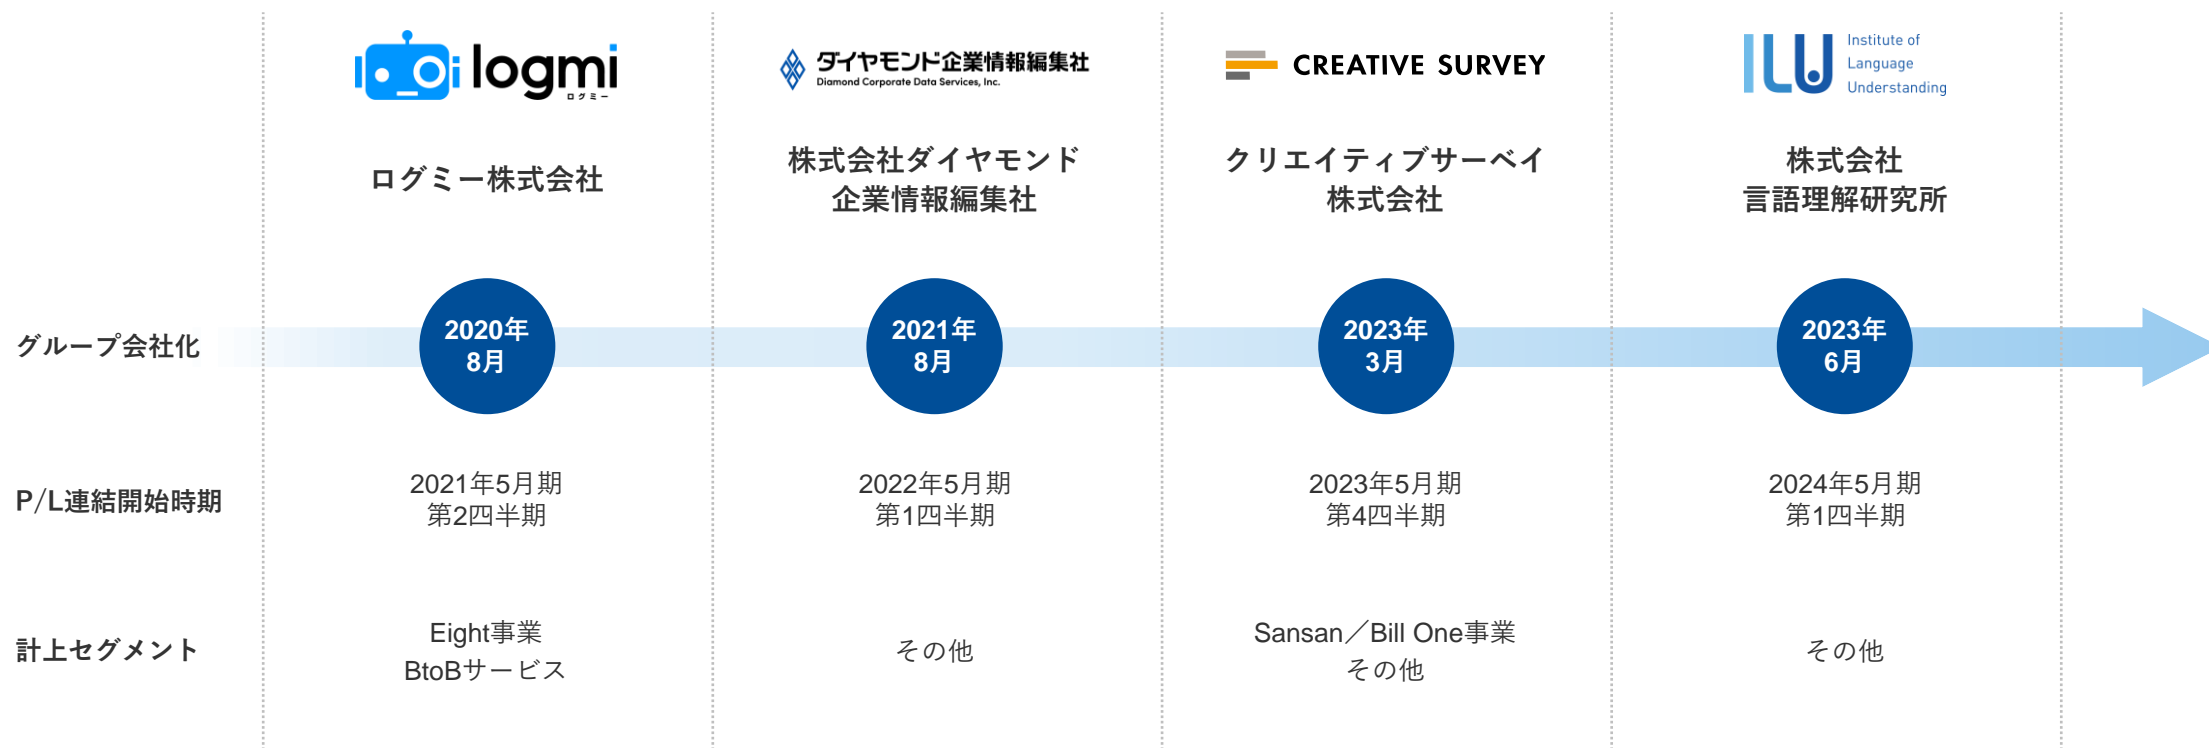 logmi
ログミー
ダイヤモンド企業情報編集社
Diamond Corporate Data Services, Inc.
CREATIVE SURVEY
ILU
Institute of
Language
Understanding
ログミー株式会社
株式会社ダイヤモンド
企業情報編集社
クリエイティブサーベイ
株式会社
株式会社
言語理解研究所
グループ会社化
2020年
8月
2021年
8月
2023年
3月
2023年
6月
P/L連結開始時期
2021年5月期
第2四半期
2022年5月期
第1四半期
2023年5月期
第4四半期
2024年5月期
第1四半期
計上セグメント
Eight事業
BtoBサービス
その他
Sansan／Bill One事業
その他
その他